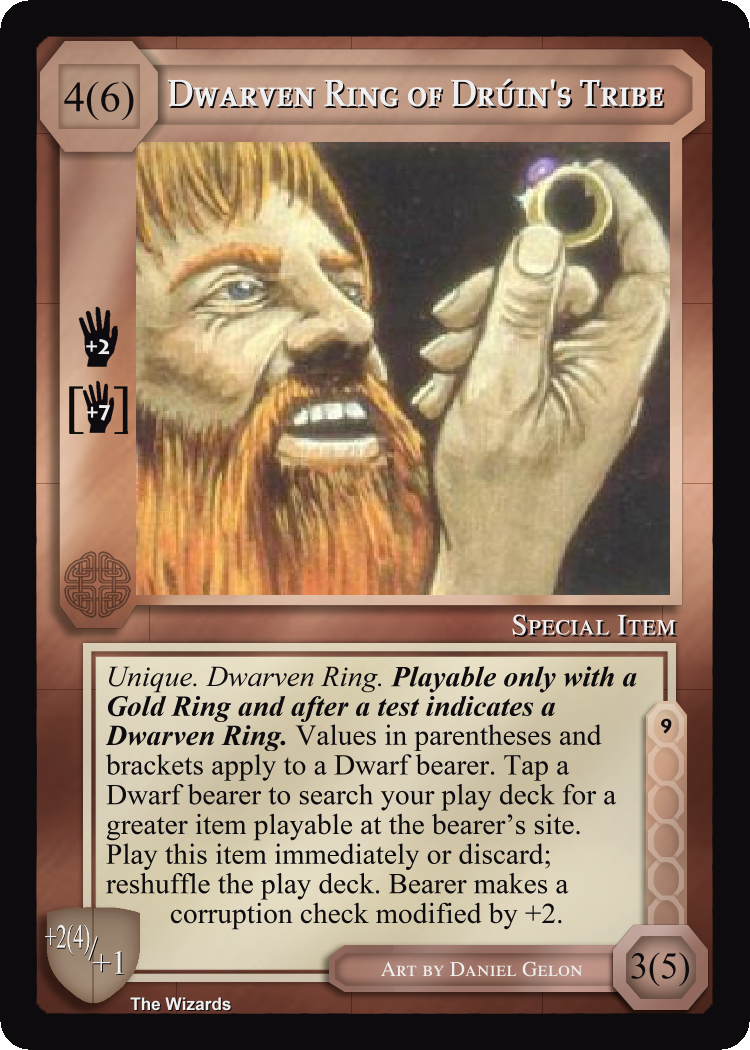 4(6)
Dwarven Ring of Drúin's Tribe
+2
[+7]
Special Item
Unique. Dwarven Ring. Playable only with a
Gold Ring and after a test indicates a
Dwarven Ring. Values in parentheses and
brackets apply to a Dwarf bearer. Tap a
Dwarf bearer to search your play deck for a
greater item playable at the bearer's site.
Play this item immediately or discard;
reshuffle the play deck. Bearer makes a
corruption check modified by +2.
9
+2(4)/+1
Art by Daniel Gelon
3(5)
The Wizards